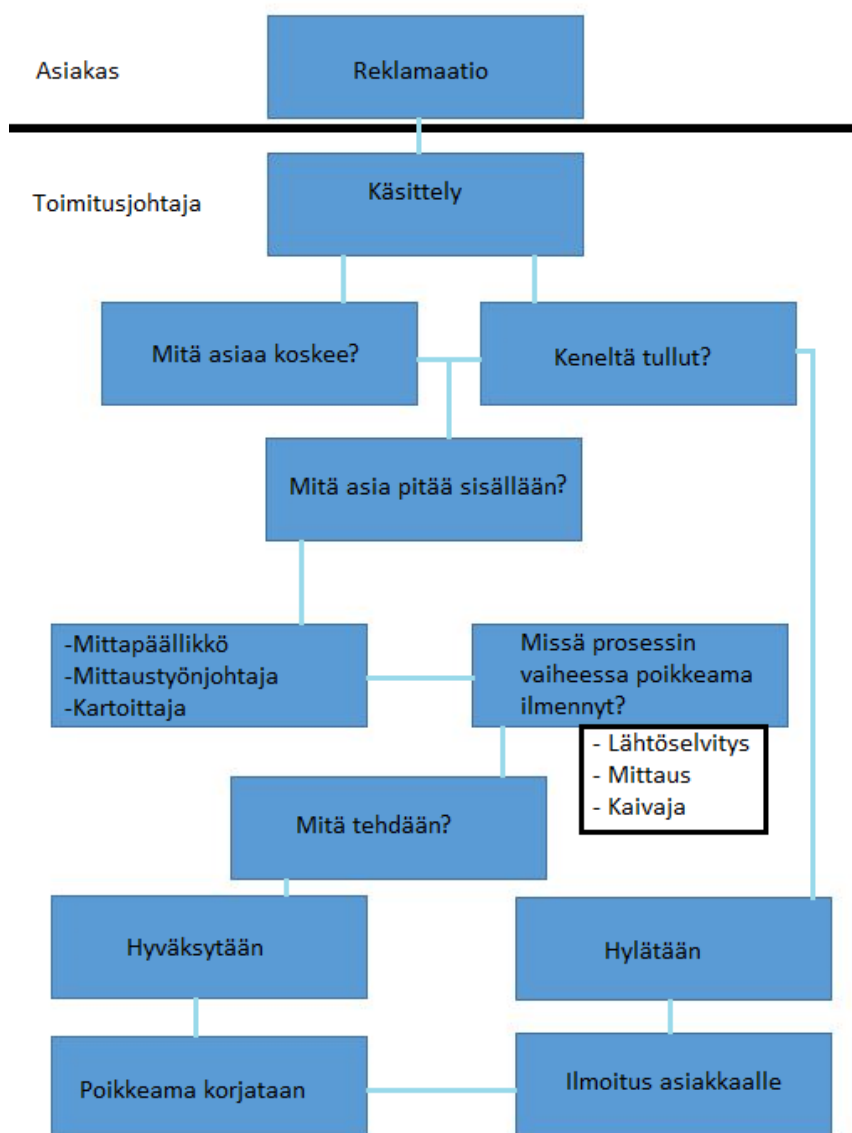 Asiakas
Reklamaatio
Toimitusjohtaja
Käsittely
Mitä asiaa koskee?
Keneltä tullut?
Mitä asia pitää sisällään?
-Mittapäällikkö
-Mittaustyönjohtaja
-Kartoittaja
Missä prosessin
vaiheessa poikkeama
ilmennyt?
- Lähtöselvitys
- Mittaus
- Kaivaja
Mitä tehdään?
Hyväksytään
Hylätään
Poikkeama korjataan
Ilmoitus asiakkaalle